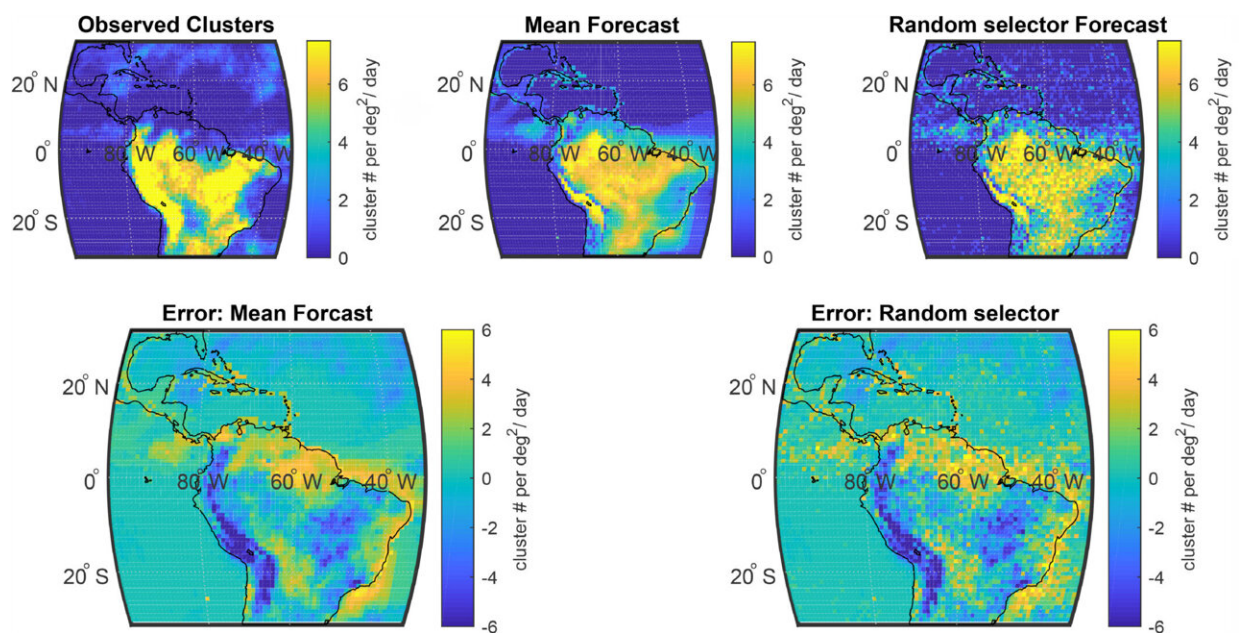 Observed Clusters
20° N
0°
20° S
80° W
60° W
40° W
6
4
2
0
cluster # per deg²/ day
Mean Forecast
20° N
0°
20° S
80° W
60° W
40° W
6
4
2
0
cluster # per deg²/ day
Random selector Forecast
20° N
0°
20° S
80° W
60° W
40° W
6
4
2
0
cluster # per deg²/ day
Error: Mean Forcast
20° N
0°
20° S
80° W
60° W
40° W
6
4
2
0
-2
-4
-6
cluster # per deg²/ day
Error: Random selector
20° N
0°
20° S
80° W
60° W
40° W
6
4
2
0
-2
-4
-6
cluster # per deg²/ day